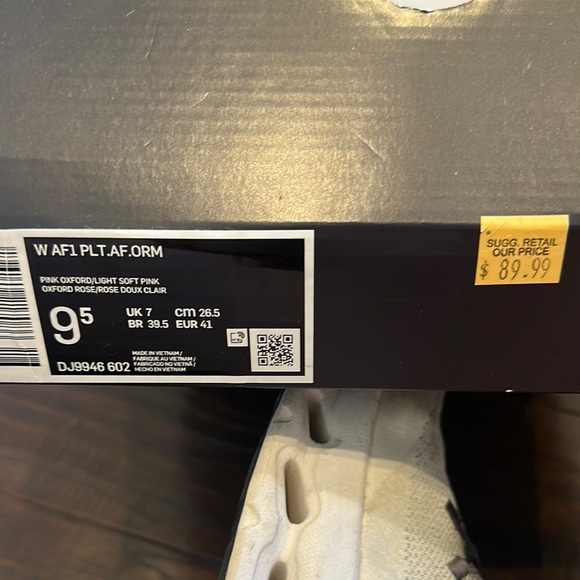 W AF1 PLT.AF.ORM
PINK OXFORD/LIGHT SOFT PINK
OXFORD ROSE/ROSE DOUX CLAIR
9⁵
UK 7 cm 26.5
BR 39.5 EUR 41
DJ9946 602
MADE IN VIETNAM /
FABRIQUÉ AU VIETNAM /
FABRICADO NO VIETNÃ /
HECHO EN VIETNAM
SUGG. RETAIL
OUR PRICE
$ 89.99